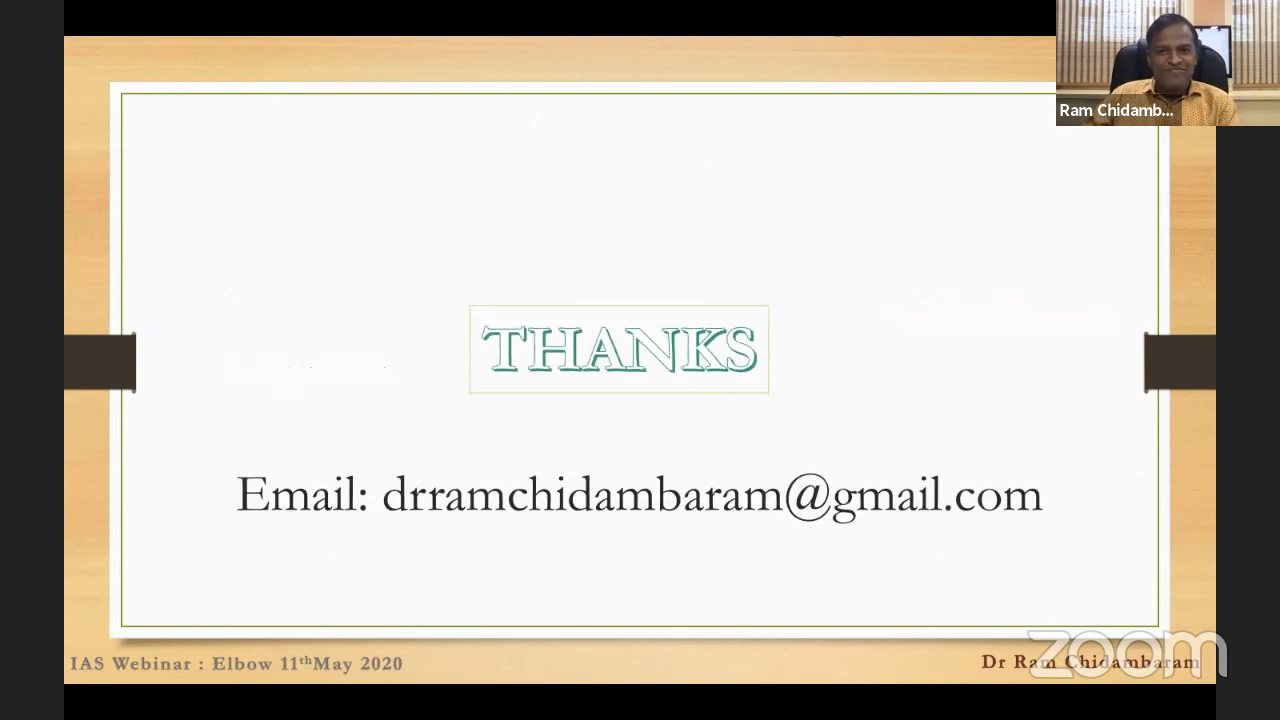 Ram Chidamb...
THANKS
Email: drramchidambaram@gmail.com
IAS Webinar : Elbow 11thMay 2020
Dr Ram Chidambaram
zoom